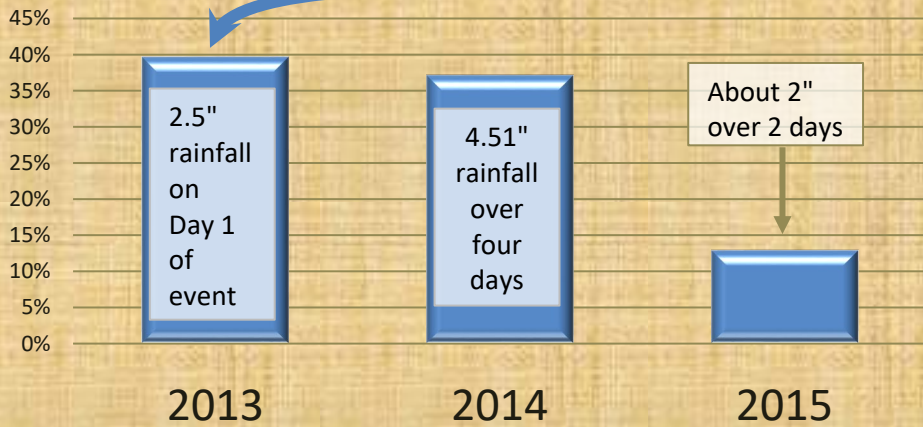 45%
40%
35%
30%
25%
20%
15%
10%
5%
0%
2.5"
rainfall
on
Day 1
of
event
4.51"
rainfall
over
four
days
About 2"
over 2 days
2013 2014 2015